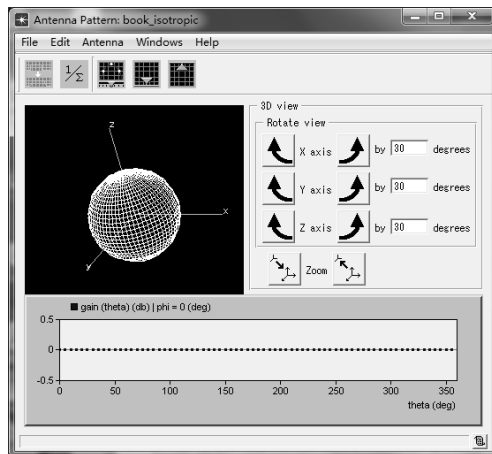 Antenna Pattern: book_isotropic
File Edit Antenna Windows Help
1/Σ
3D view
Rotate view
X axis by 30 degrees
Y axis by 30 degrees
Z axis by 30 degrees
Zoom
z
x
y
gain (theta) (db) | phi = 0 (deg)
0.5
0
-0.5
0 50 100 150 200 250 300 350
theta (deg)